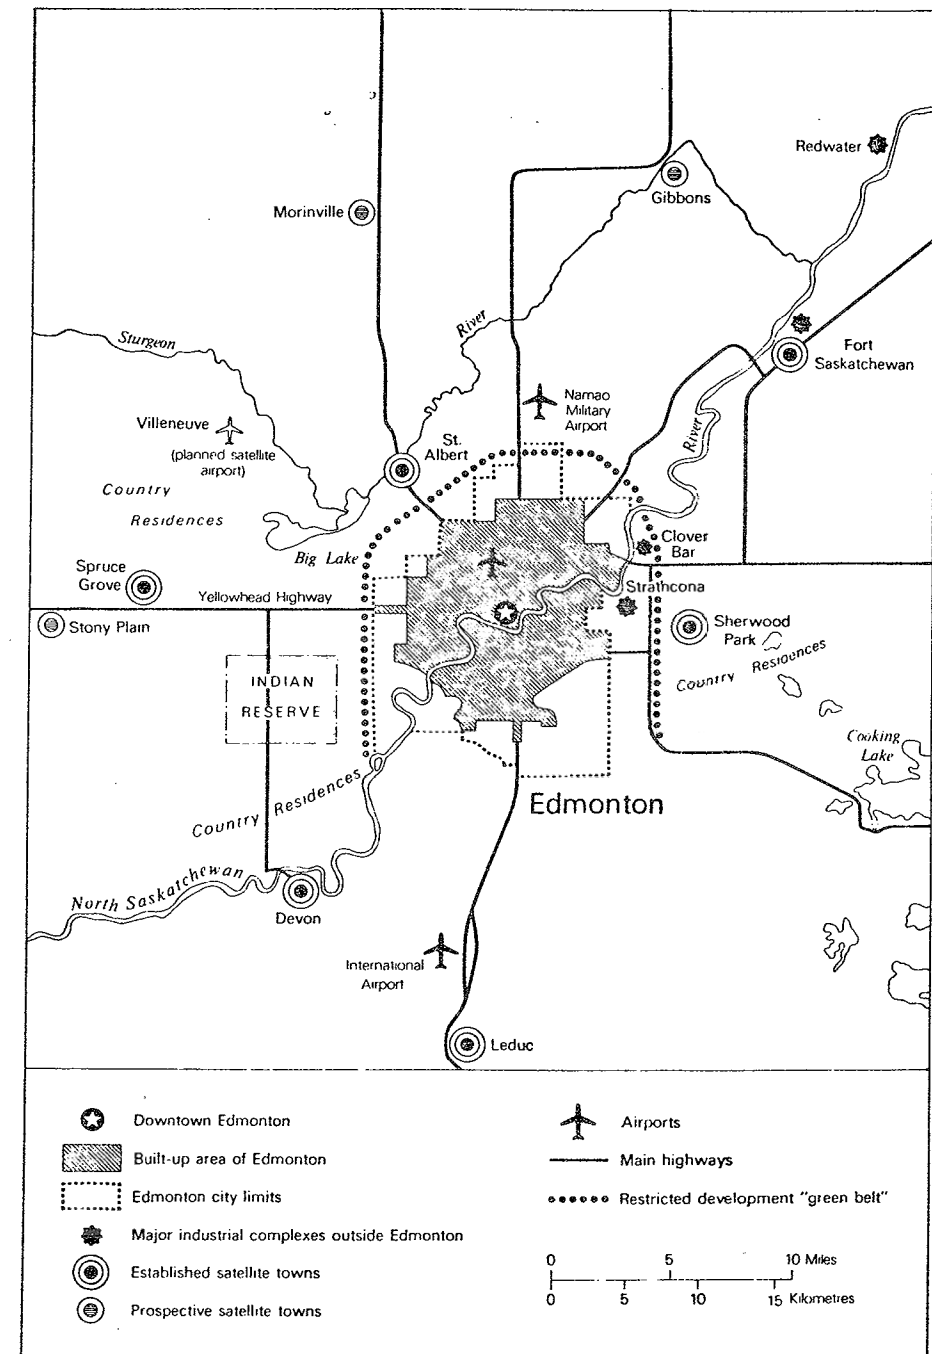 Redwater
Gibbons
Morinville
Sturgeon
River
Fort
Saskatchewan
Namao
Military
Airport
Villeneuve
(planned satellite
airport)
St.
Albert
River
Country
Residences
Big Lake
Clover
Bar
Spruce
Grove
Yellowhead Highway
Strathcona
Stony Plain
Sherwood
Park
Country Residences
INDIAN
RESERVE
Cooking
Lake
Country Residences
Edmonton
North Saskatchewan
Devon
International
Airport
Leduc
Downtown Edmonton
Built-up area of Edmonton
Edmonton city limits
Major industrial complexes outside Edmonton
Established satellite towns
Prospective satellite towns
Airports
Main highways
Restricted development "green belt"
0 5 10 Miles
0 5 10 15 Kilometres